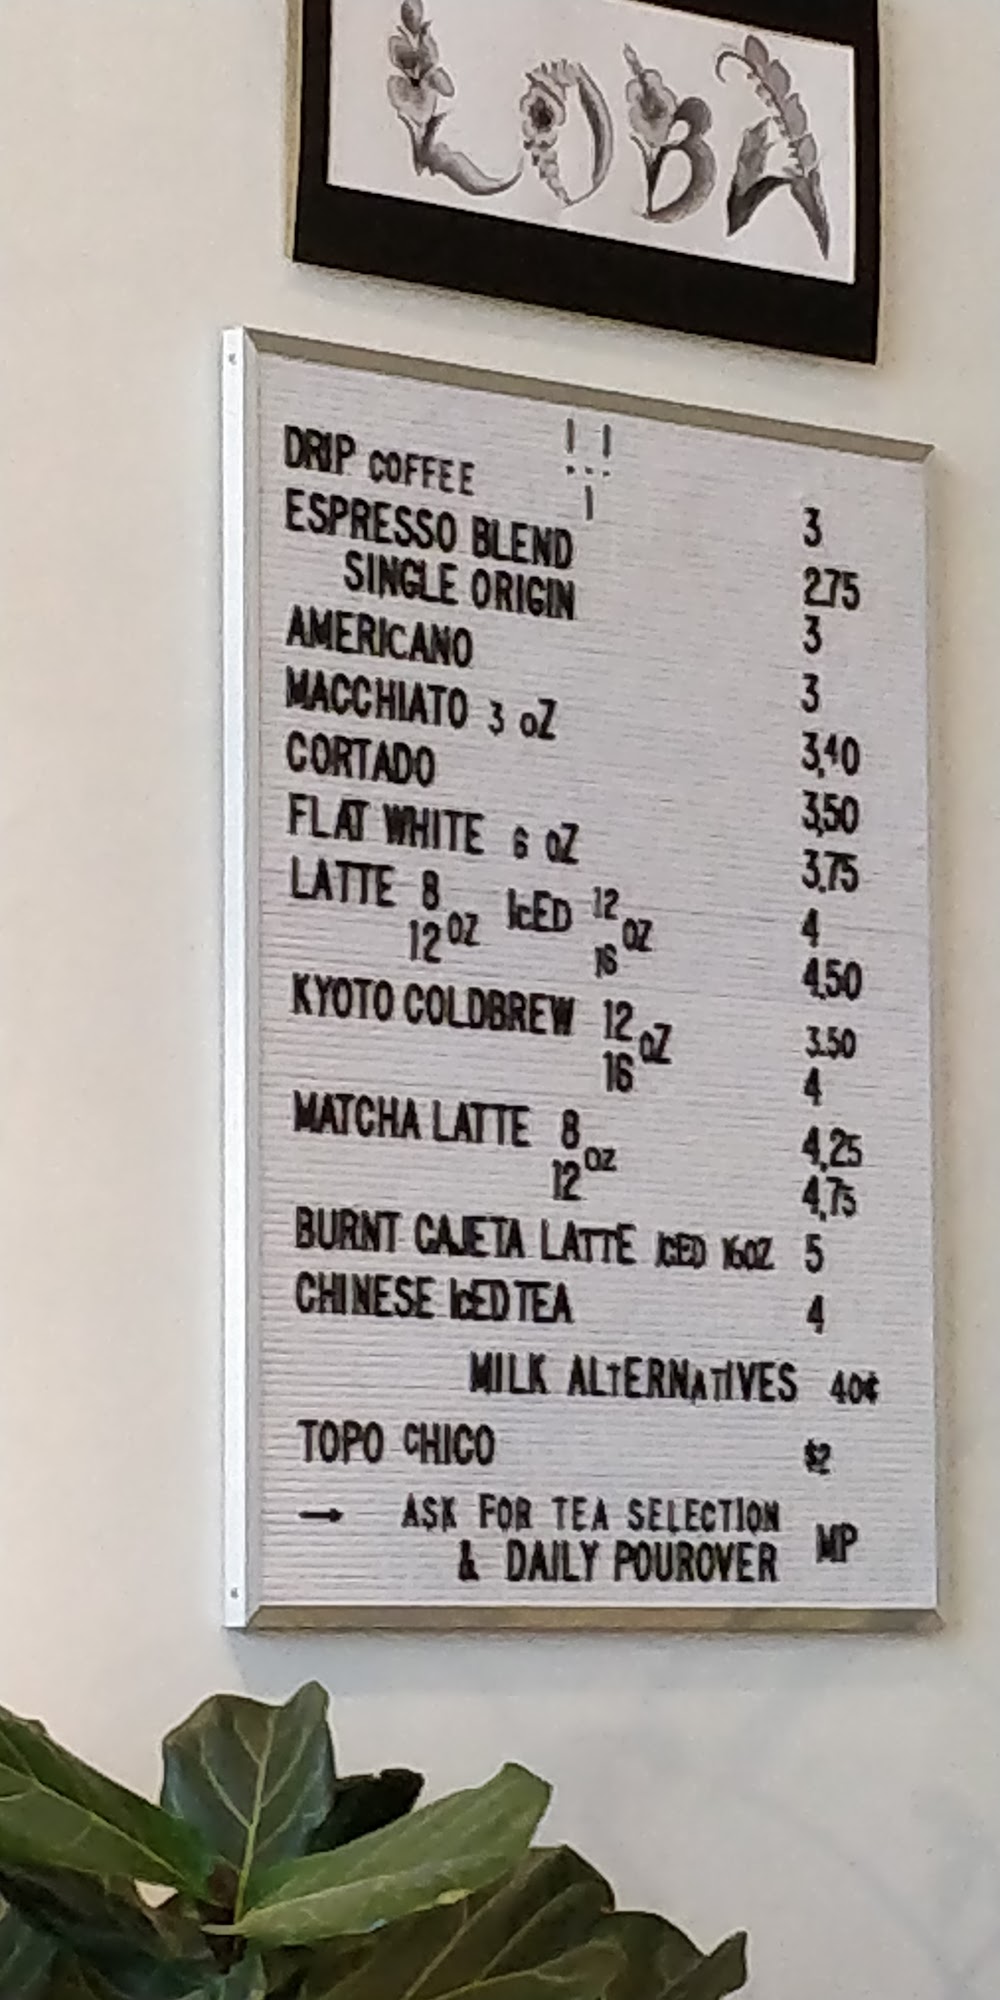 LOBA
DRIP COFFEE 3
ESPRESSO BLEND 2.75
SINGLE ORIGIN 3
AMERICANO 3
MACCHIATO 3 oZ 3,40
CORTADO 3,50
FLAT WHITE 6 OZ 3,75
LATTE 8 OZ ICED 12 OZ 4
12 16 4.50
KYOTO COLDBREW 12 OZ 3.50
16 4
MATCHA LATTE 8 OZ 4,25
12 4,75
BURNT CAJETA LATTE ICED 16OZ 5
CHINESE ICED TEA 4
MILK ALTERNATIVES 40¢
TOPO CHICO $2
→ ASK FOR TEA SELECTION
& DAILY POUROVER MP